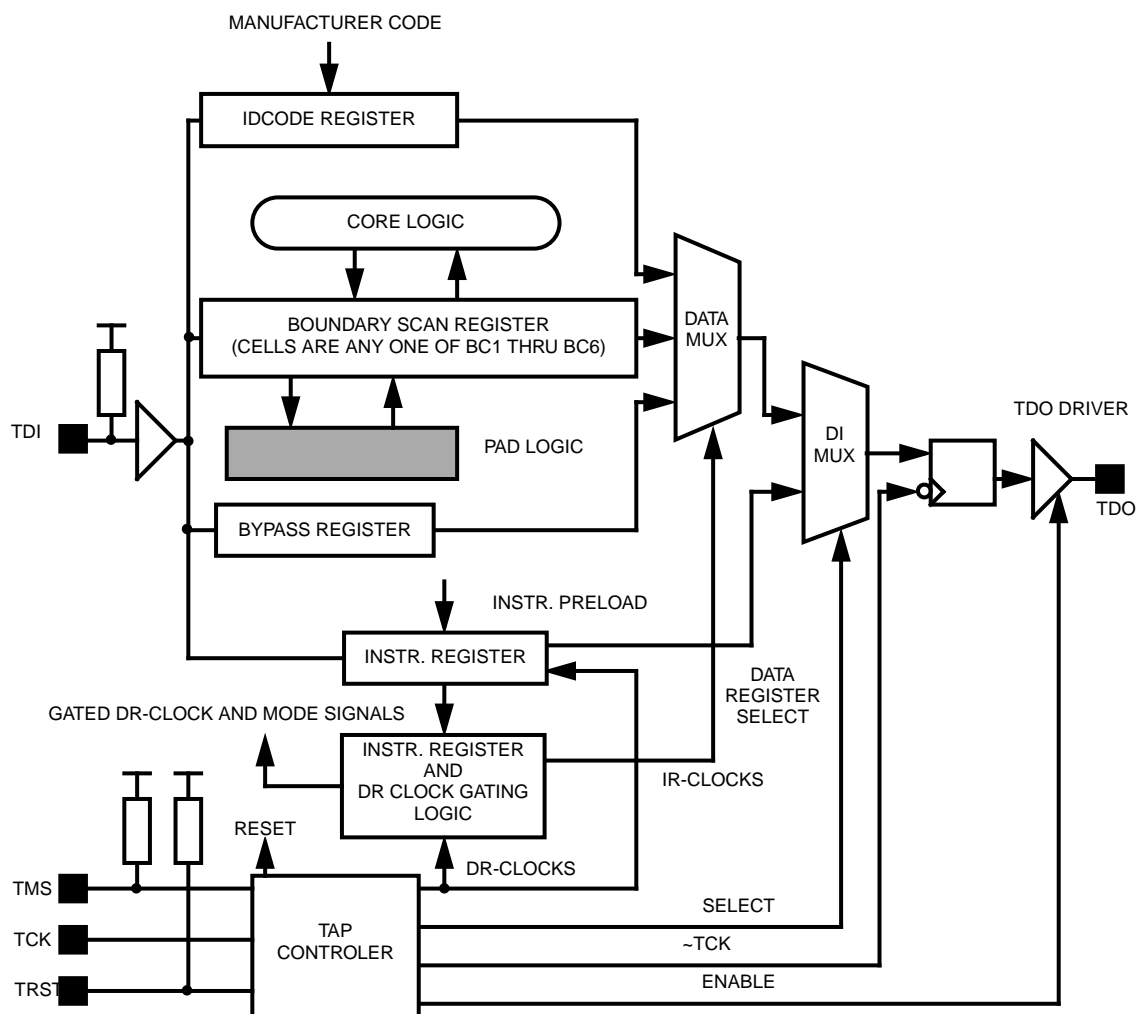 MANUFACTURER CODE
IDCODE REGISTER
CORE LOGIC
BOUNDARY SCAN REGISTER
(CELLS ARE ANY ONE OF BC1 THRU BC6)
DATA
MUX
TDI
PAD LOGIC
DI
MUX
TDO DRIVER
TDO
BYPASS REGISTER
INSTR. PRELOAD
INSTR. REGISTER
DATA
REGISTER
SELECT
GATED DR-CLOCK AND MODE SIGNALS
INSTR. REGISTER
AND
DR CLOCK GATING
LOGIC
IR-CLOCKS
RESET
DR-CLOCKS
TMS
SELECT
TCK
TAP
CONTROLER
~TCK
TRST
ENABLE